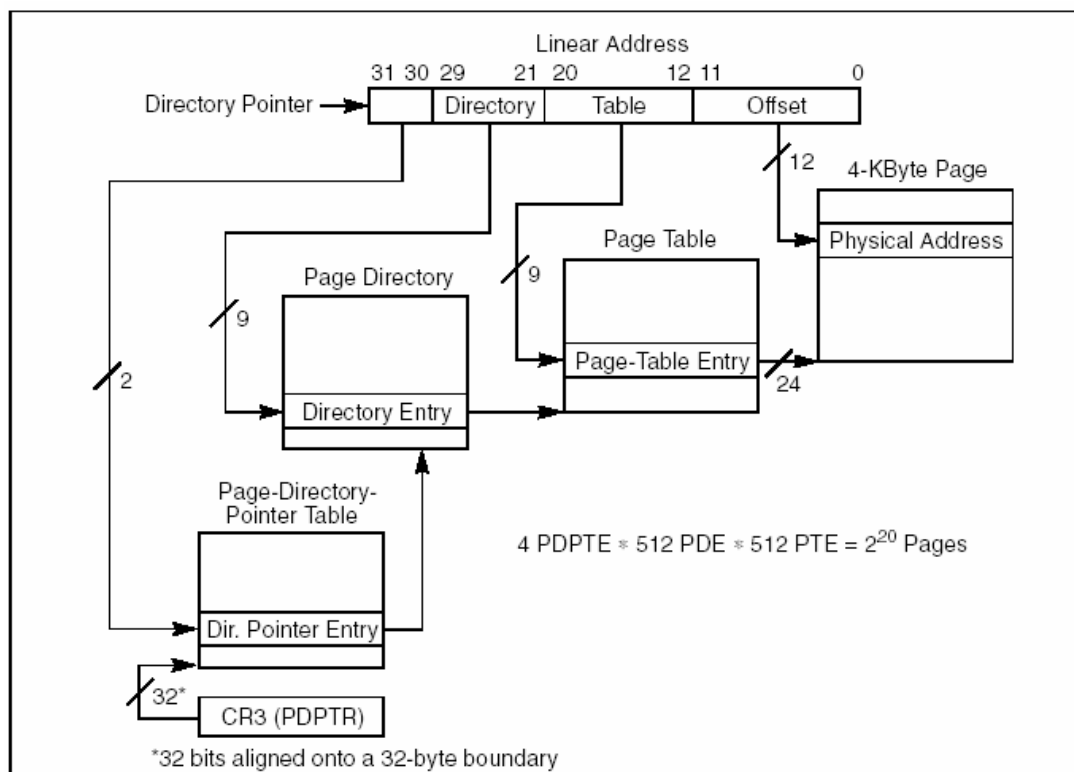 Linear Address
31 30 29 21 20 12 11 0
Directory Pointer
Directory Table Offset
12
4-KByte Page
Physical Address
Page Table
9
Page-Table Entry
24
Page Directory
9
Directory Entry
2
Page-Directory-
Pointer Table
4 PDPTE * 512 PDE * 512 PTE = 2²⁰ Pages
Dir. Pointer Entry
32*
CR3 (PDPTR)
*32 bits aligned onto a 32-byte boundary